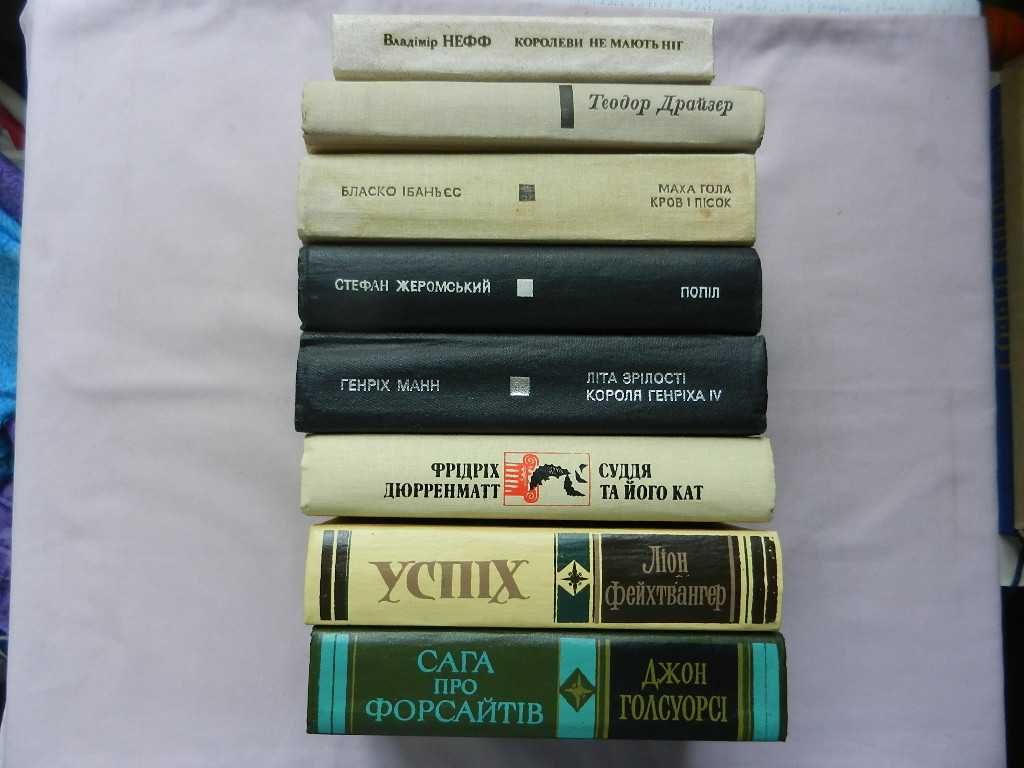 Владімір НЕФФ КОРОЛЕВИ НЕ МАЮТЬ НІГ
Теодор Драйзер
БЛАСКО ІБАНЬЄС
МАХА ГОЛА
КРОВ І ПІСОК
СТЕФАН ЖЕРОМСЬКИЙ ПОПІЛ
ГЕНРІХ МАНН
ЛІТА ЗРІЛОСТІ
КОРОЛЯ ГЕНРІХА IV
ФРІДРІХ
ДЮРРЕНМАТТ
СУДДЯ
ТА ЙОГО КАТ
УСПІХ
Ліон
Фейхтвангер
САГА
ПРО
ФОРСАЙТІВ
ДЖОН
ГОЛСУОРСІ